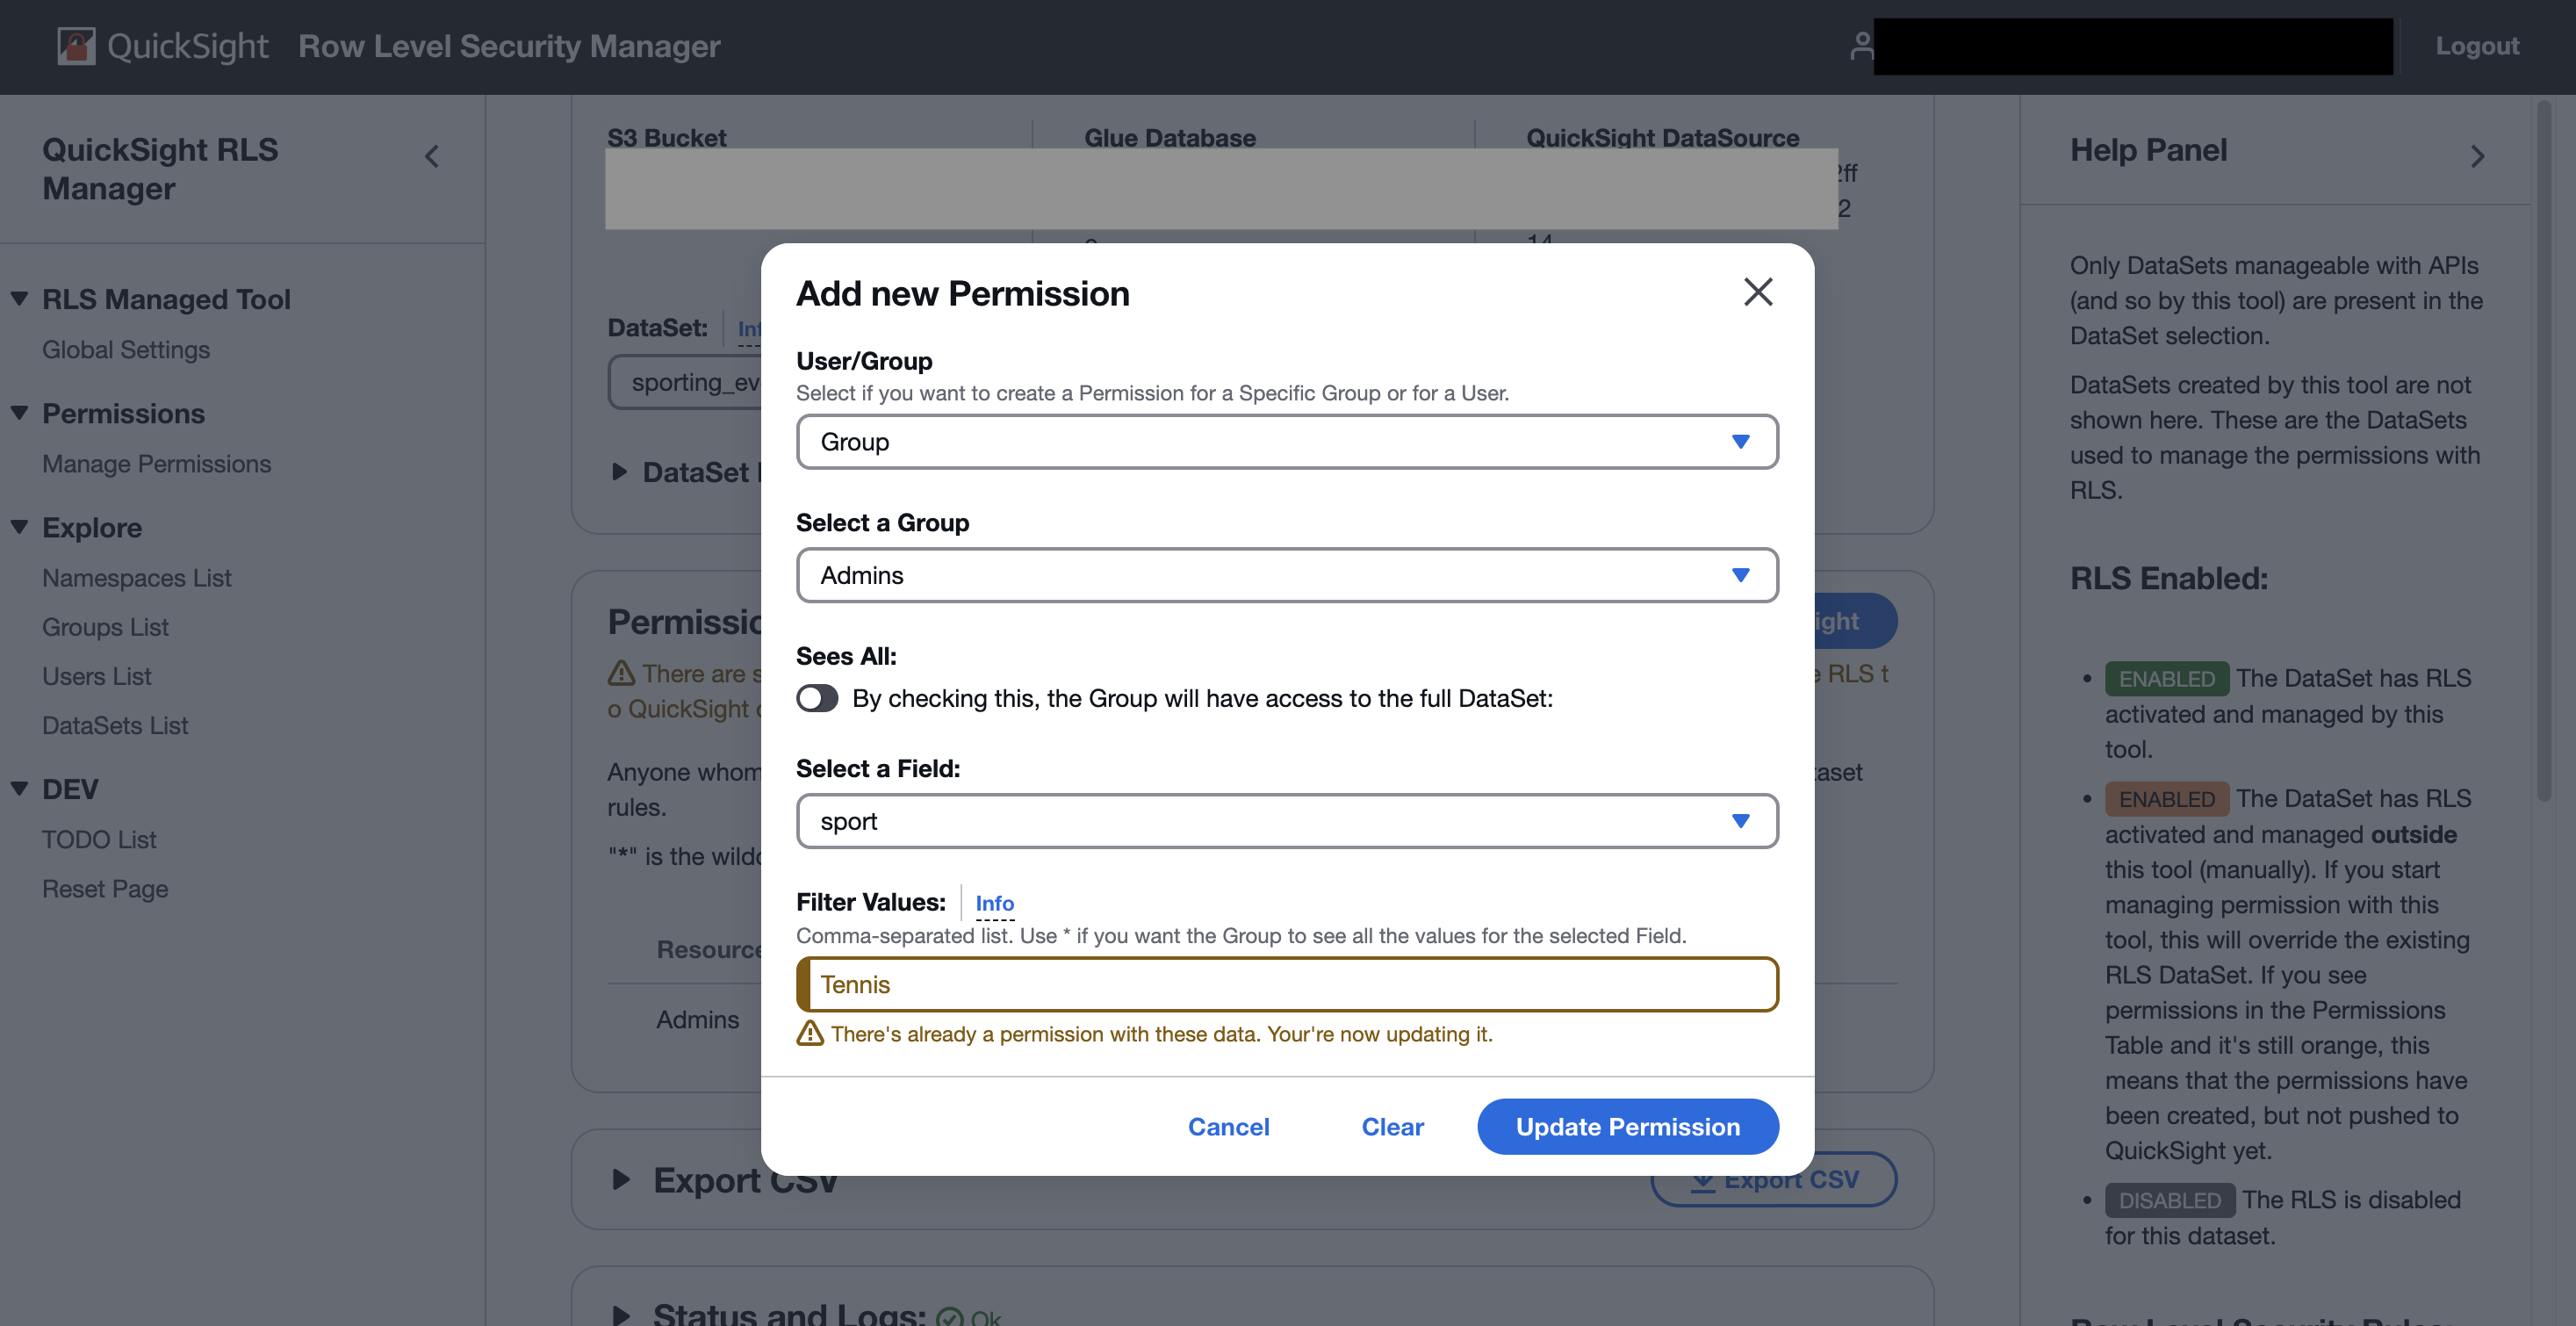 QuickSight Row Level Security Manager
Logout
QuickSight RLS
Manager
RLS Managed Tool
Global Settings
Permissions
Manage Permissions
Explore
Namespaces List
Groups List
Users List
DataSets List
DEV
TODO List
Reset Page
S3 Bucket
Glue Database
QuickSight DataSource
2ff
2
14
DataSet:
sporting_ev
DataSet
There are s
o QuickSight
e RLS t
Anyone whom
taset
rules.
"*" is the wildc
Resource
Admins
Export CSV
Export CSV
Status and Logs: Ok
Add new Permission
User/Group
Select if you want to create a Permission for a Specific Group or for a User.
Group
Select a Group
Admins
Sees All:
By checking this, the Group will have access to the full DataSet:
Select a Field:
sport
Filter Values: Info
Comma-separated list. Use * if you want the Group to see all the values for the selected Field.
Tennis
There's already a permission with these data. Your're now updating it.
Cancel
Clear
Update Permission
Help Panel
Only DataSets manageable with APIs
(and so by this tool) are present in the
DataSet selection.
DataSets created by this tool are not
shown here. These are the DataSets
used to manage the permissions with
RLS.
RLS Enabled:
• ENABLED The DataSet has RLS
activated and managed by this
tool.
• ENABLED The DataSet has RLS
activated and managed outside
this tool (manually). If you start
managing permission with this
tool, this will override the existing
RLS DataSet. If you see
permissions in the Permissions
Table and it's still orange, this
means that the permissions have
been created, but not pushed to
QuickSight yet.
• DISABLED The RLS is disabled
for this dataset.